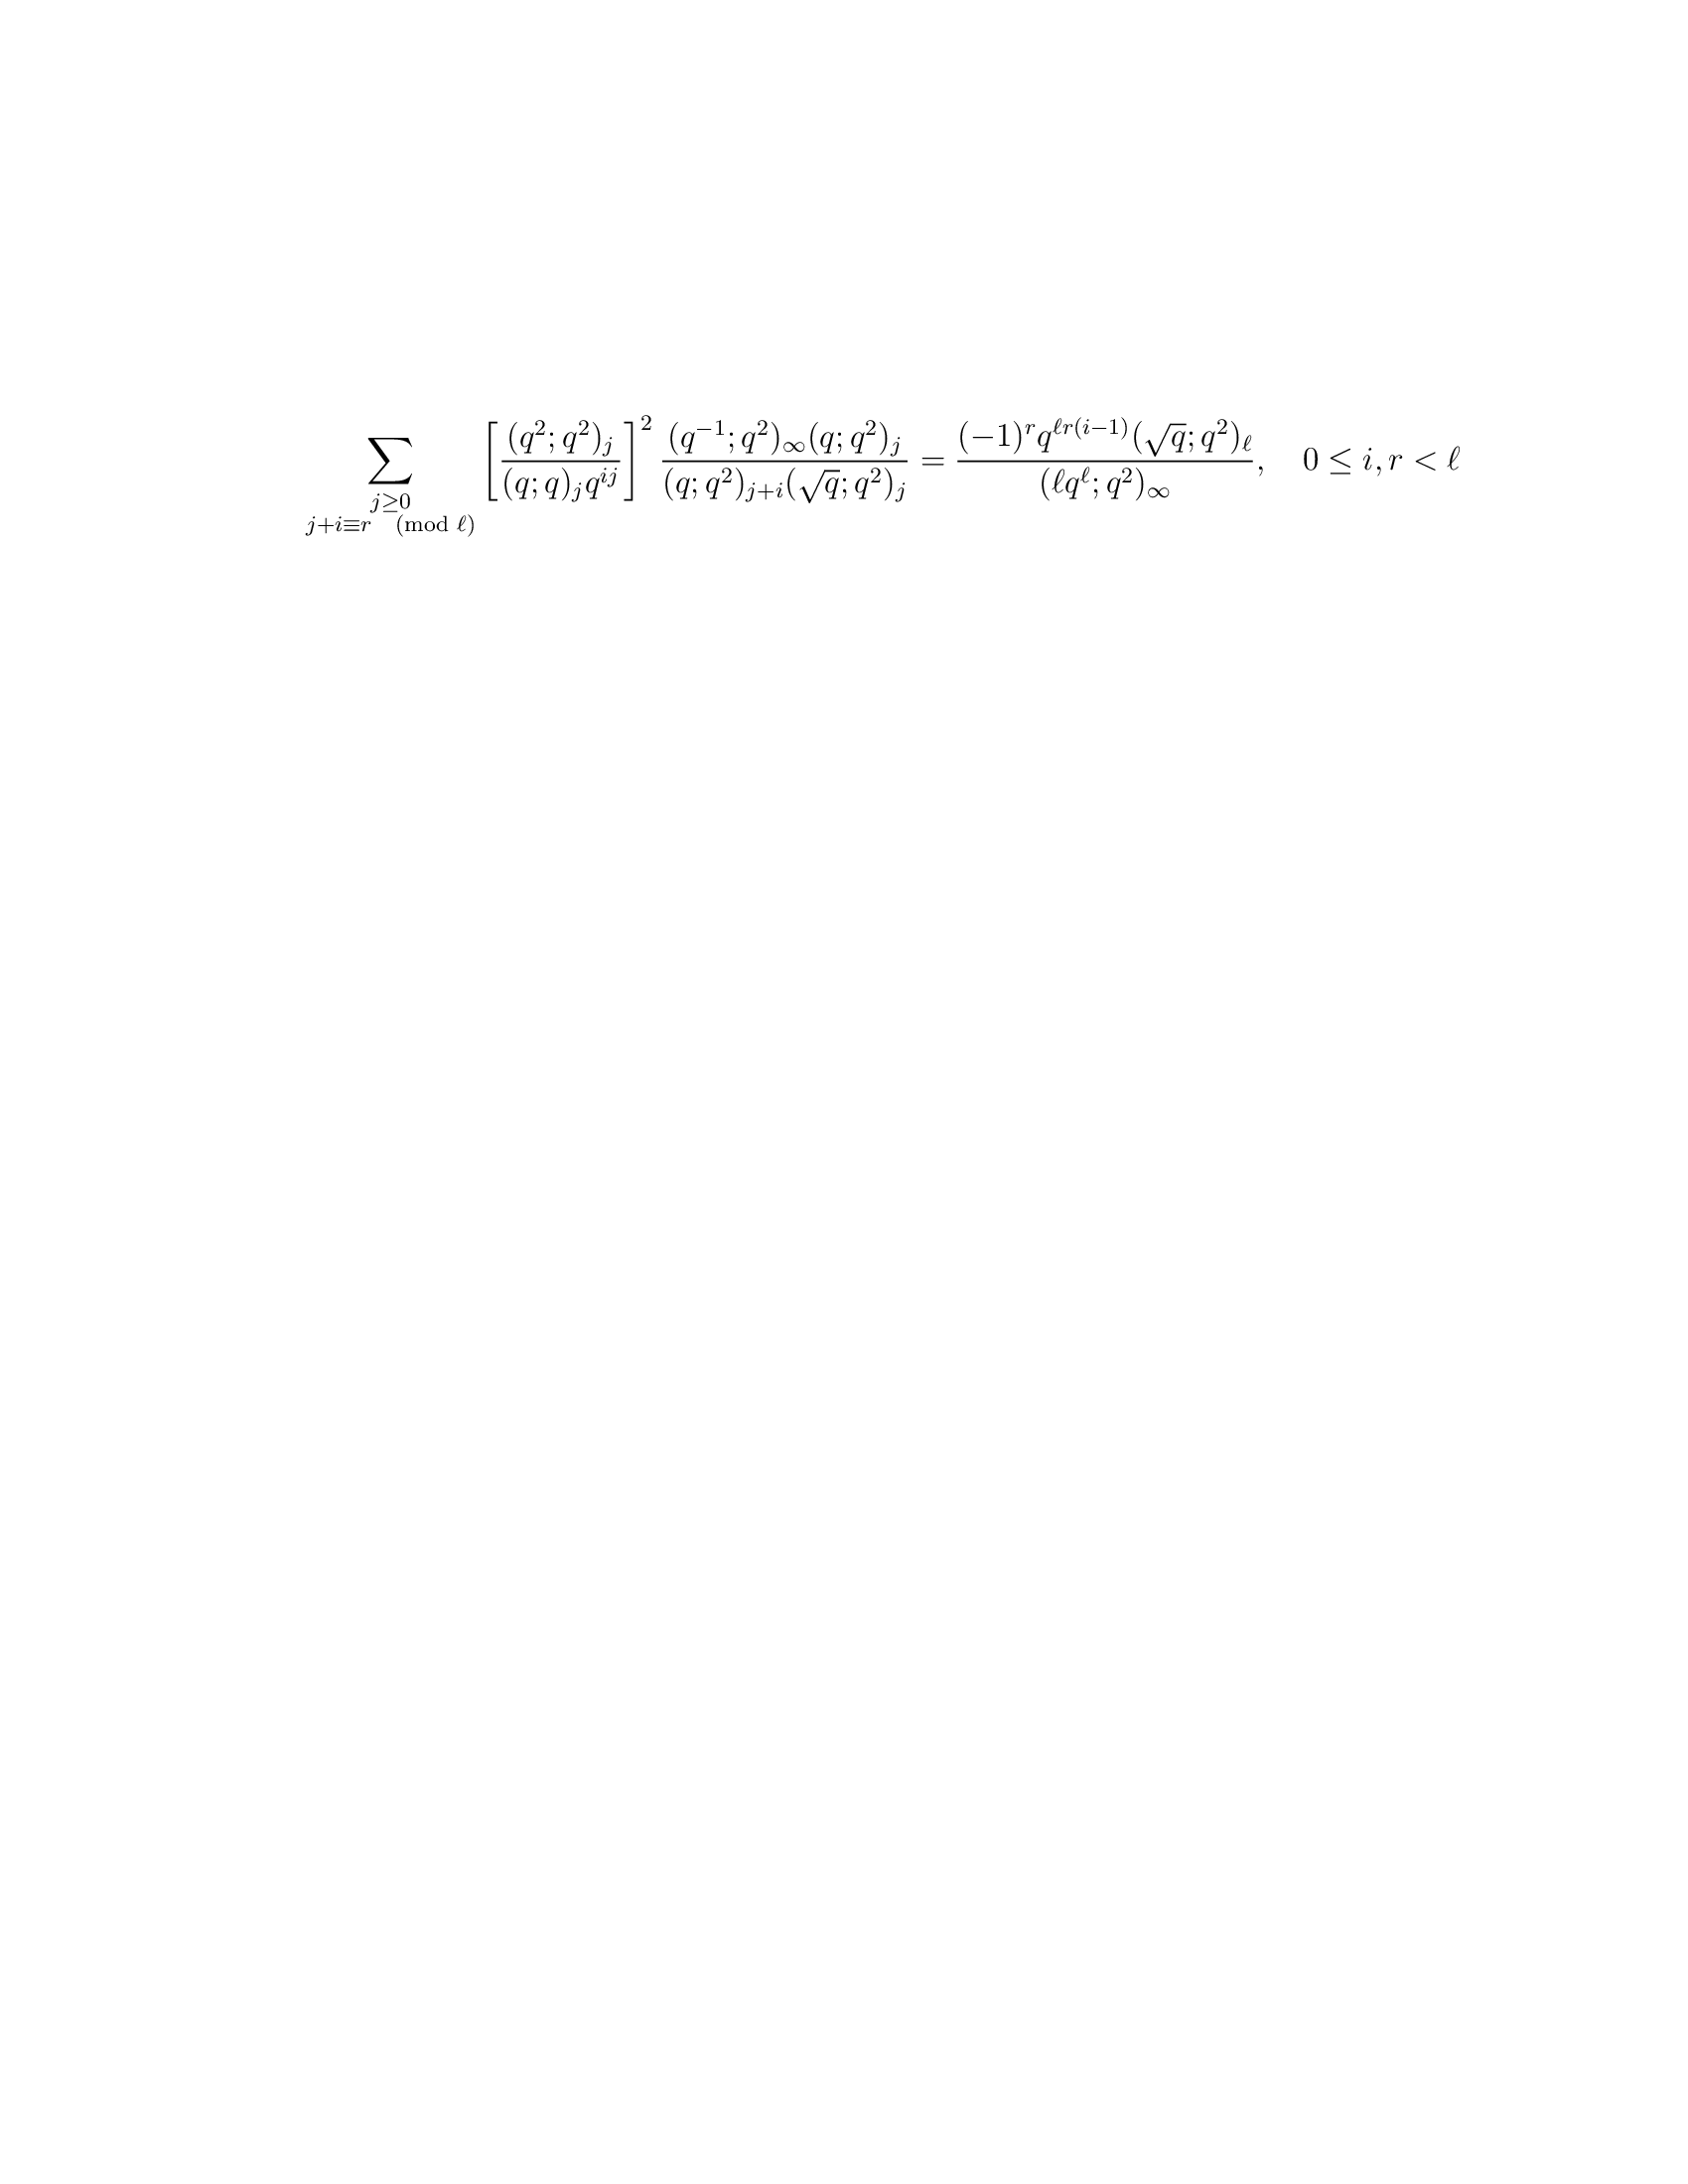 \sum_{\substack{j\geq 0 \\ j+i\equiv r \pmod{\ell}}} \left[\frac{(q^2;q^2)_j}{(q;q)_j q^{ij}}\right]^2 \frac{(q^{-1};q^2)_\infty (q;q^2)_j}{(q;q^2)_{j+i}(\sqrt{q};q^2)_j} = \frac{(-1)^r q^{\ell r(i-1)}(\sqrt{q};q^2)_\ell}{(\ell q^\ell;q^2)_\infty}, \quad 0\leq i,r<\ell